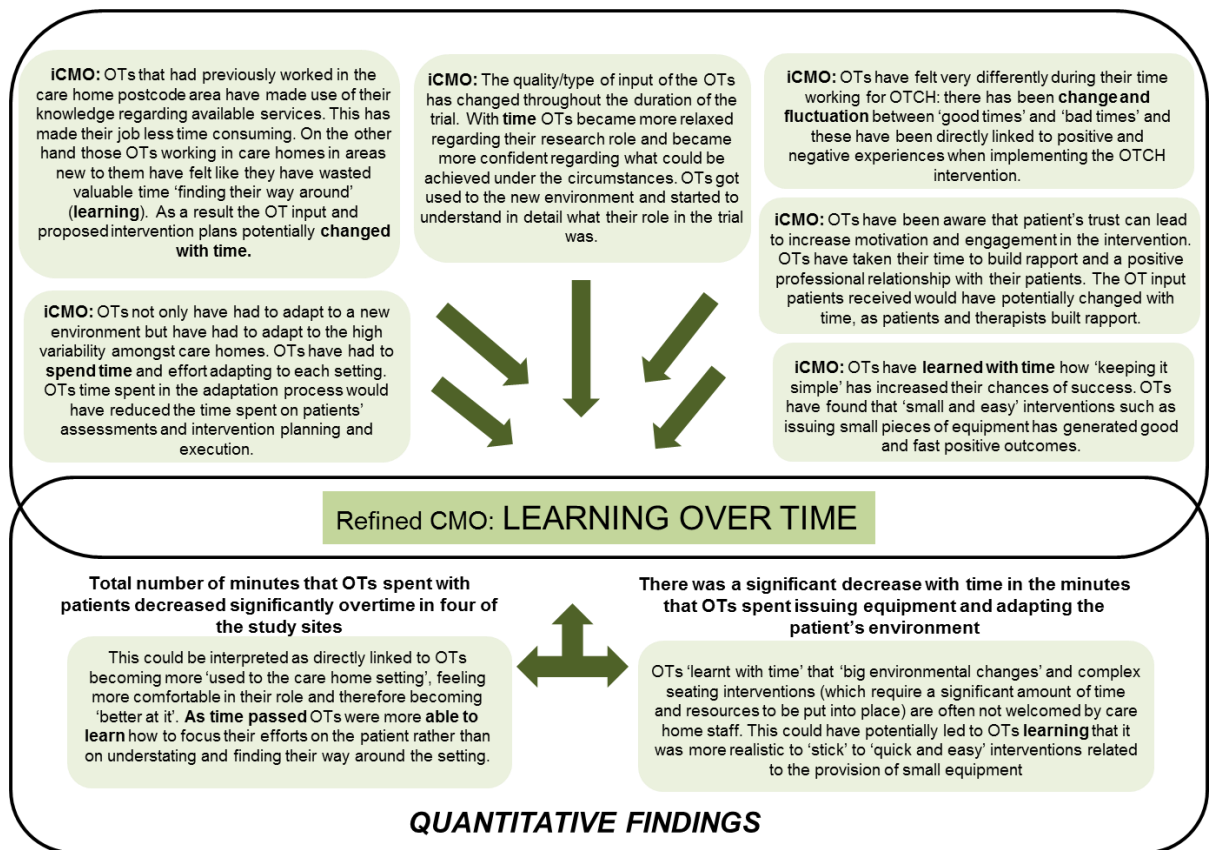 iCMO: OTs that had previously worked in the
care home postcode area have made use of their
knowledge regarding available services. This has
made their job less time consuming. On the other
hand those OTs working in care homes in areas
new to them have felt like they have wasted
valuable time ‘finding their way around’
(learning). As a result the OT input and
proposed intervention plans potentially changed
with time.
iCMO: The quality/type of input of the OTs
has changed throughout the duration of the
trial. With time OTs became more relaxed
regarding their research role and became
more confident regarding what could be
achieved under the circumstances. OTs got
used to the new environment and started to
understand in detail what their role in the trial
was.
iCMO: OTs have felt very differently during their time
working for OTCH: there has been change and
fluctuation between ‘good times’ and ‘bad times’ and
these have been directly linked to positive and
negative experiences when implementing the OTCH
intervention.
iCMO: OTs have been aware that patient’s trust can lead
to increase motivation and engagement in the intervention.
OTs have taken their time to build rapport and a positive
professional relationship with their patients. The OT input
patients received would have potentially changed with
time, as patients and therapists built rapport.
iCMO: OTs not only have had to adapt to a new
environment but have had to adapt to the high
variability amongst care homes. OTs have had to
spend time and effort adapting to each setting.
OTs time spent in the adaptation process would
have reduced the time spent on patients’
assessments and intervention planning and
execution.
iCMO: OTs have learned with time how ‘keeping it
simple’ has increased their chances of success. OTs
have found that ‘small and easy’ interventions such as
issuing small pieces of equipment has generated good
and fast positive outcomes.
Refined CMO: LEARNING OVER TIME
Total number of minutes that OTs spent with
patients decreased significantly overtime in four of
the study sites
This could be interpreted as directly linked to OTs
becoming more ‘used to the care home setting’, feeling
more comfortable in their role and therefore becoming
‘better at it’. As time passed OTs were more able to
learn how to focus their efforts on the patient rather than
on understating and finding their way around the setting.
There was a significant decrease with time in the minutes
that OTs spent issuing equipment and adapting the
patient’s environment
OTs ‘learnt with time’ that ‘big environmental changes’ and complex
seating interventions (which require a significant amount of time
and resources to be put into place) are often not welcomed by care
home staff. This could have potentially led to OTs learning that it
was more realistic to ‘stick’ to ‘quick and easy’ interventions related
to the provision of small equipment
QUANTITATIVE FINDINGS